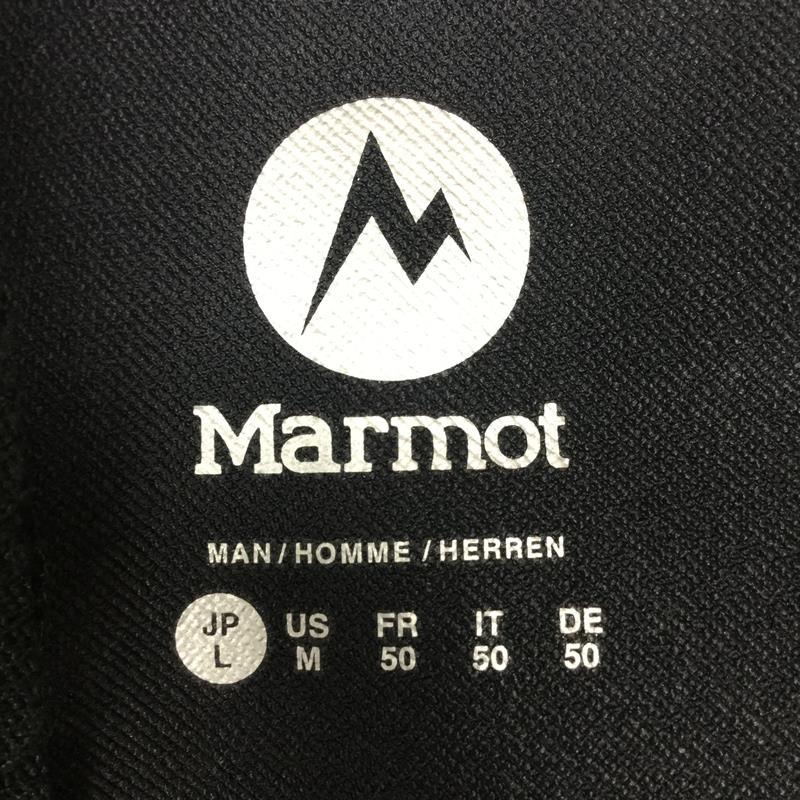 Marmot
MAN/HOMME/HERREN
JP US FR IT DE
L M 50 50 50